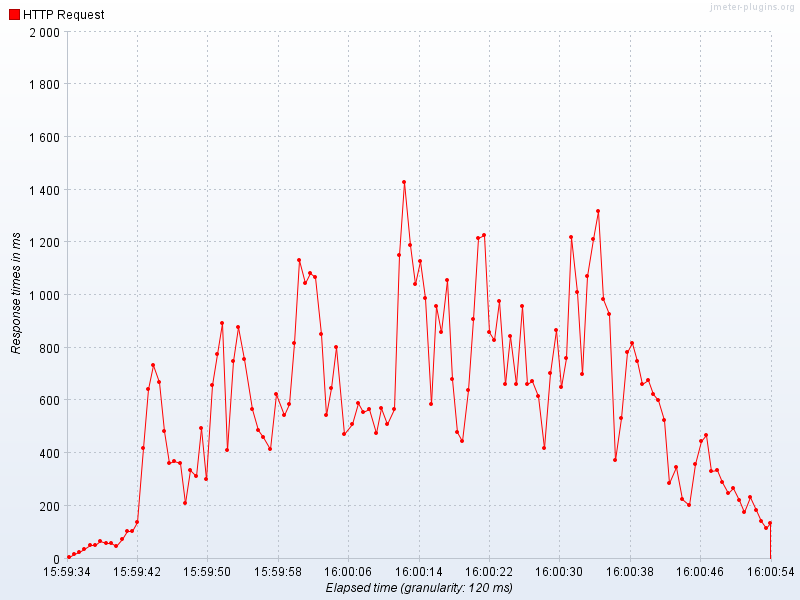 jmeter-plugins.org
HTTP Request
2 000
1 800
1 600
1 400
1 200
1 000
800
600
400
200
0
Response times in ms
15:59:34 15:59:42 15:59:50 15:59:58 16:00:06 16:00:14 16:00:22 16:00:30 16:00:38 16:00:46 16:00:54
Elapsed time (granularity: 120 ms)